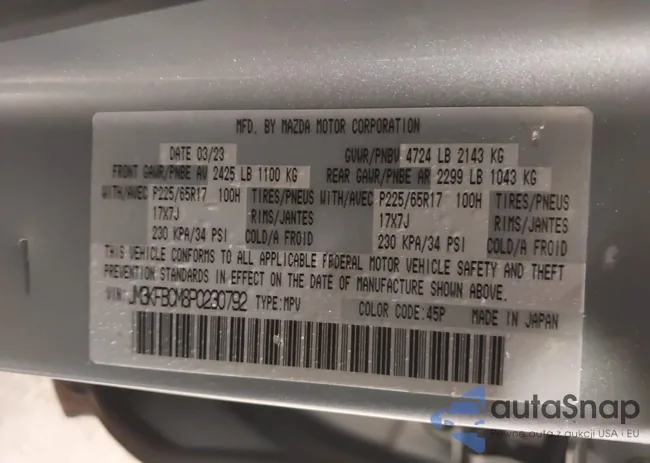 MFD. BY MAZDA MOTOR CORPORATION
DATE 03/23 GVWR/PNBV 4724 LB 2143 KG
FRONT GAWR/PNBE AV 2425 LB 1100 KG REAR GAWR/PNBE AR 2299 LB 1043 KG
WITH/AVEC P225/65R17 100H TIRES/PNEUS WITH/AVEC P225/65R17 100H TIRES/PNEUS
17X7J RIMS/JANTES 17X7J RIMS/JANTES
230 KPA/34 PSI COLD/A FROID 230 KPA/34 PSI COLD/A FROID
THIS VEHICLE CONFORMS TO ALL APPLICABLE FEDERAL MOTOR VEHICLE SAFETY AND THEFT
PREVENTION STANDARDS IN EFFECT ON THE DATE OF MANUFACTURE SHOWN ABOVE.
VIN: JM3KFBCM8P0230792 TYPE:MPV COLOR CODE:45P MADE IN JAPAN
autaSnap
Pewne auta z aukcji USA i EU